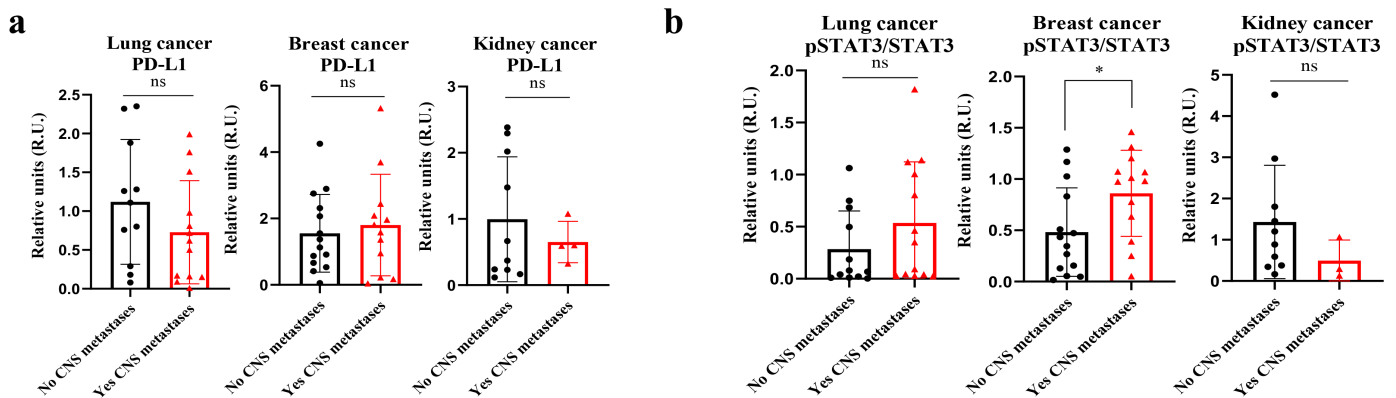 a
Lung cancer
PD-L1
ns
Relative units (R.U.)
2.5
2.0
1.5
1.0
0.5
0.0
No CNS metastases
Yes CNS metastases
Breast cancer
PD-L1
ns
Relative units (R.U.)
6
4
2
0
No CNS metastases
Yes CNS metastases
Kidney cancer
PD-L1
ns
Relative units (R.U.)
3
2
1
0
No CNS metastases
Yes CNS metastases
b
Lung cancer
pSTAT3/STAT3
ns
Relative units (R.U.)
2.0
1.5
1.0
0.5
0.0
No CNS metastases
Yes CNS metastases
Breast cancer
pSTAT3/STAT3
*
Relative units (R.U.)
2.0
1.5
1.0
0.5
0.0
No CNS metastases
Yes CNS metastases
Kidney cancer
pSTAT3/STAT3
ns
Relative units (R.U.)
5
4
3
2
1
0
No CNS metastases
Yes CNS metastases